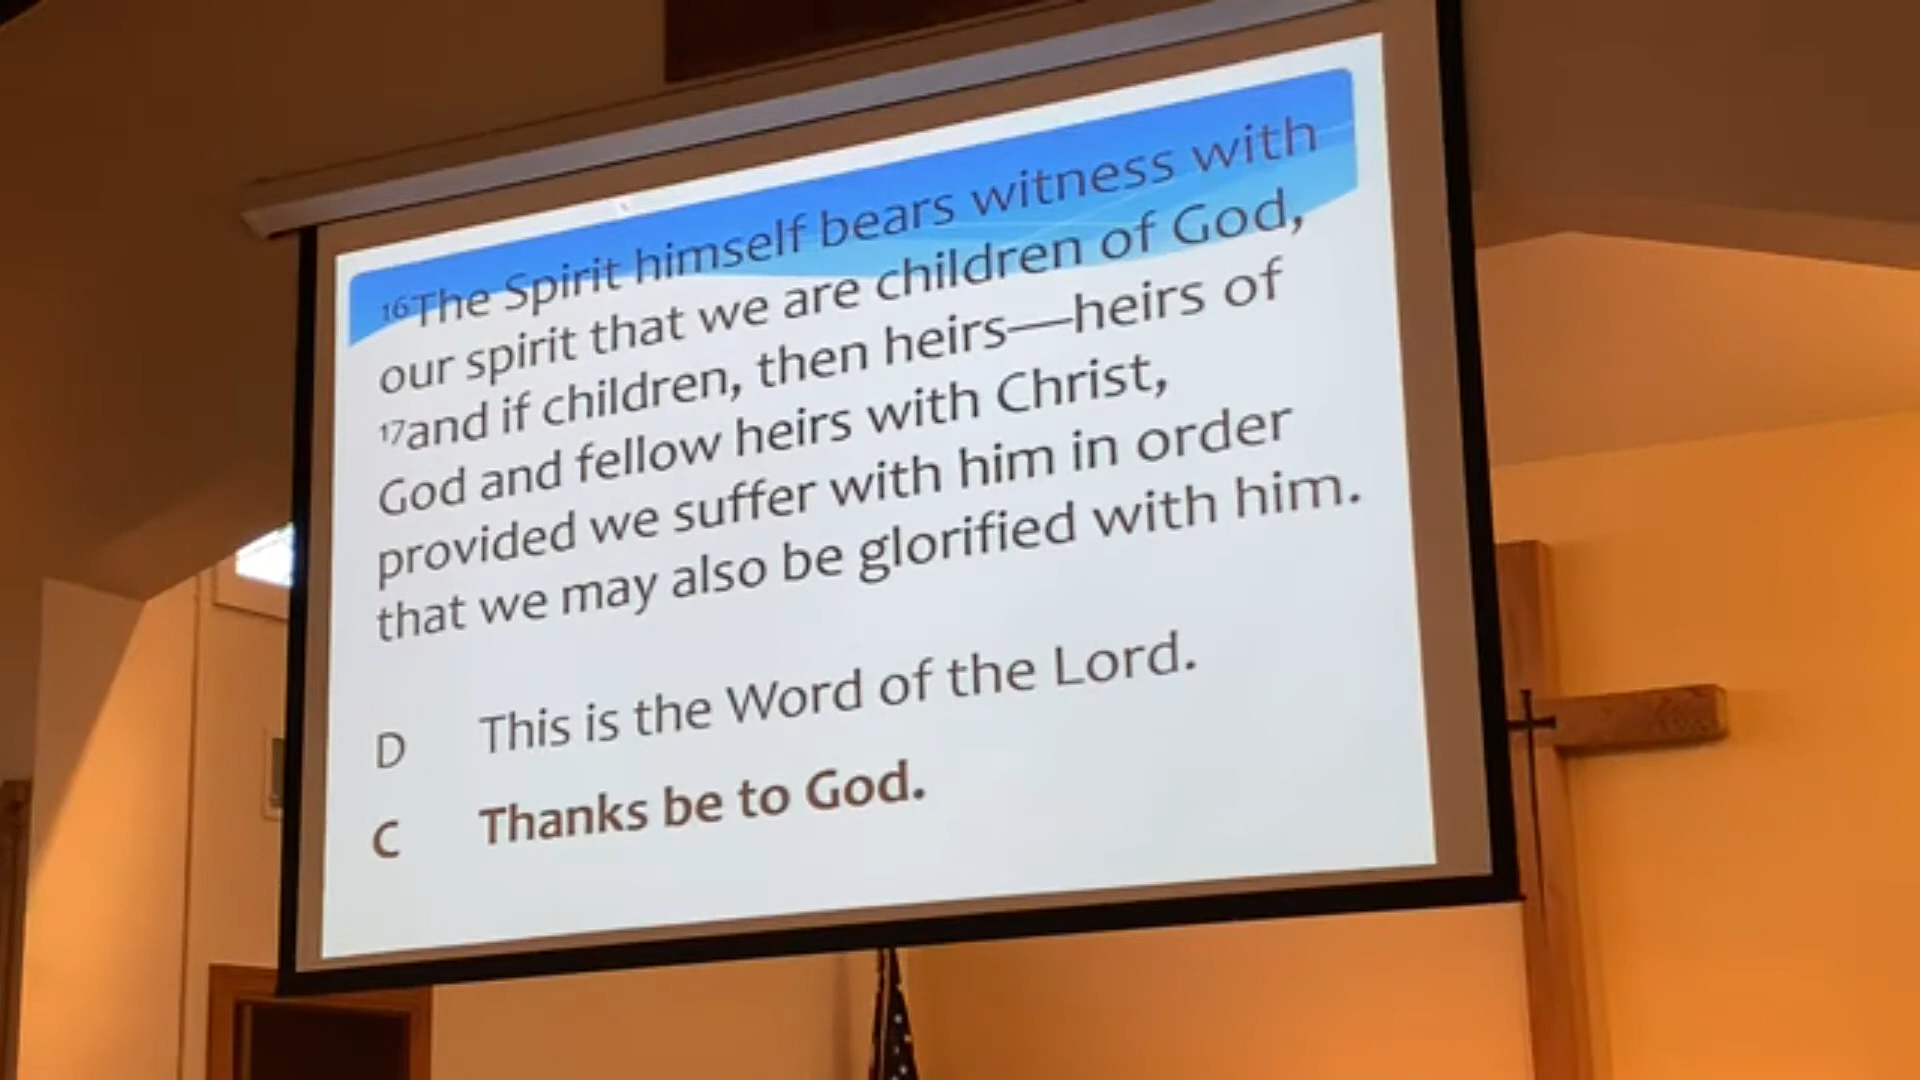 16The Spirit himself bears witness with
our spirit that we are children of God,
17and if children, then heirs—heirs of
God and fellow heirs with Christ,
provided we suffer with him in order
that we may also be glorified with him.
D This is the Word of the Lord.
C Thanks be to God.